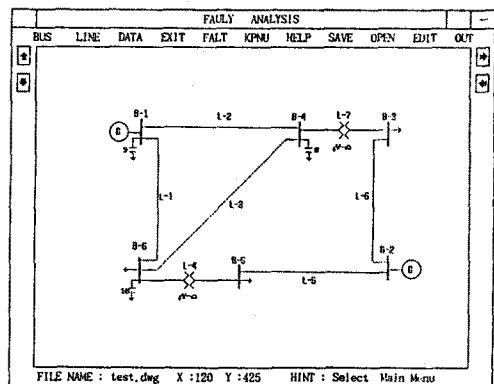 FAULY ANALYSIS
BUS LINE DATA EXIT FALT KPNU HELP SAVE OPEN EDIT OUT
B-1 L-2 B-4 L-7 B-3
G
L-1 L-3 L-6
B-6 L-4 B-5 L-5 B-2
G
FILE NAME : test.dwg X :120 Y :425 HINT : Select Main Menu